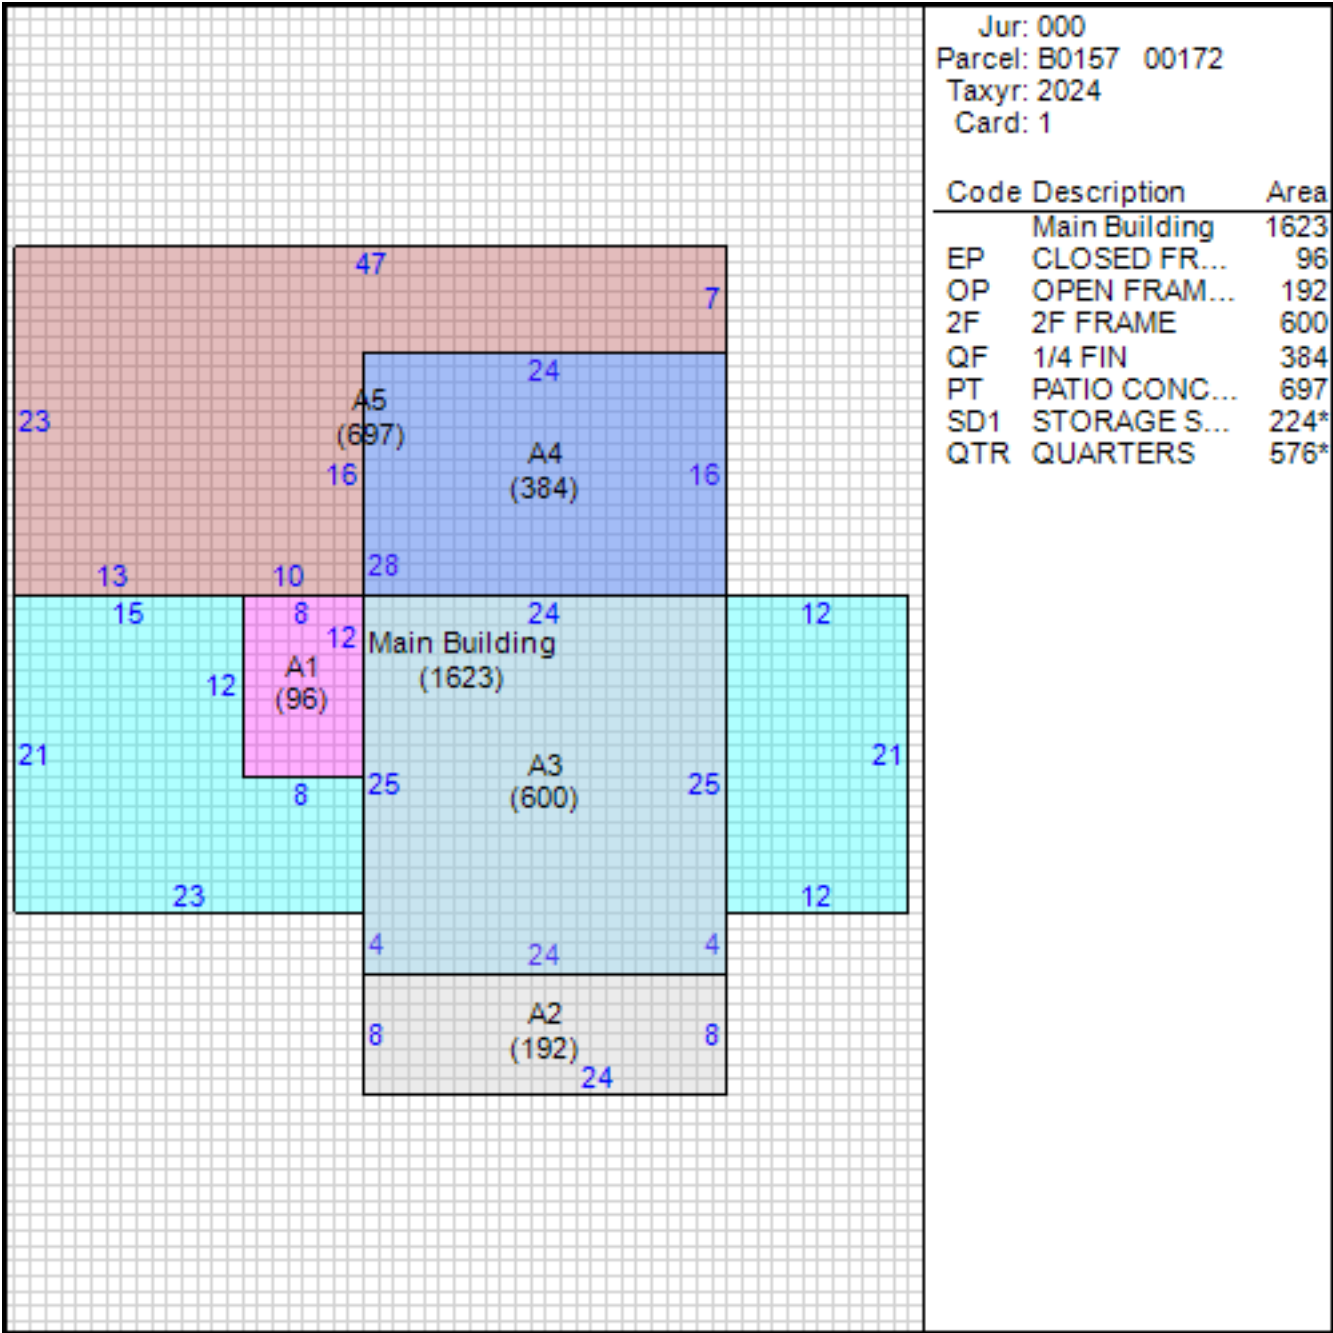 Jur: 000
Parcel: B0157 00172
Taxyr: 2024
Card: 1
Code Description Area
Main Building 1623
EP CLOSED FR... 96
OP OPEN FRAM... 192
2F 2F FRAME 600
QF 1/4 FIN 384
PT PATIO CONC... 697
SD1 STORAGE S... 224*
QTR QUARTERS 576*
47
7
24
23
A5
(697)
16
A4
(384)
16
13
10
28
15
8
24
12
12
Main Building
(1623)
A1
(96)
12
21
8
25
A3
(600)
25
21
23
12
4
24
4
8
A2
(192)
8
24